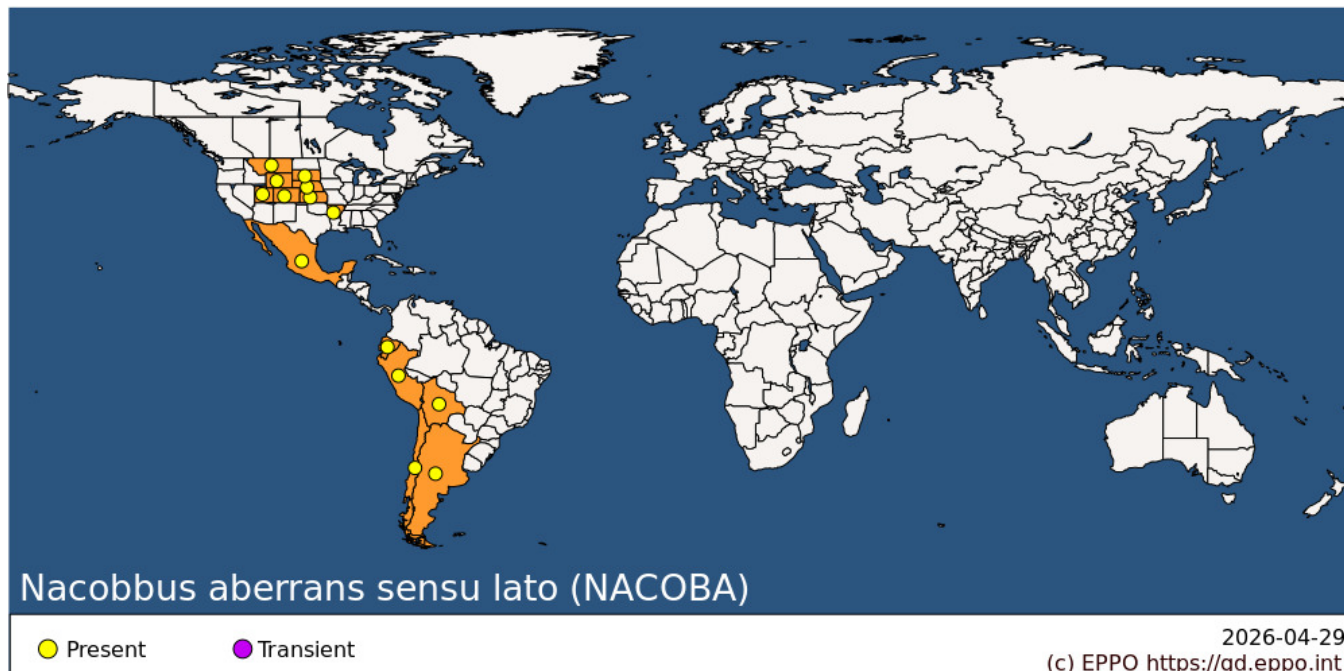 Nacobbus aberrans sensu lato (NACOBA)
Present
Transient
2026-04-29
(c) EPPO https://gd.eppo.int